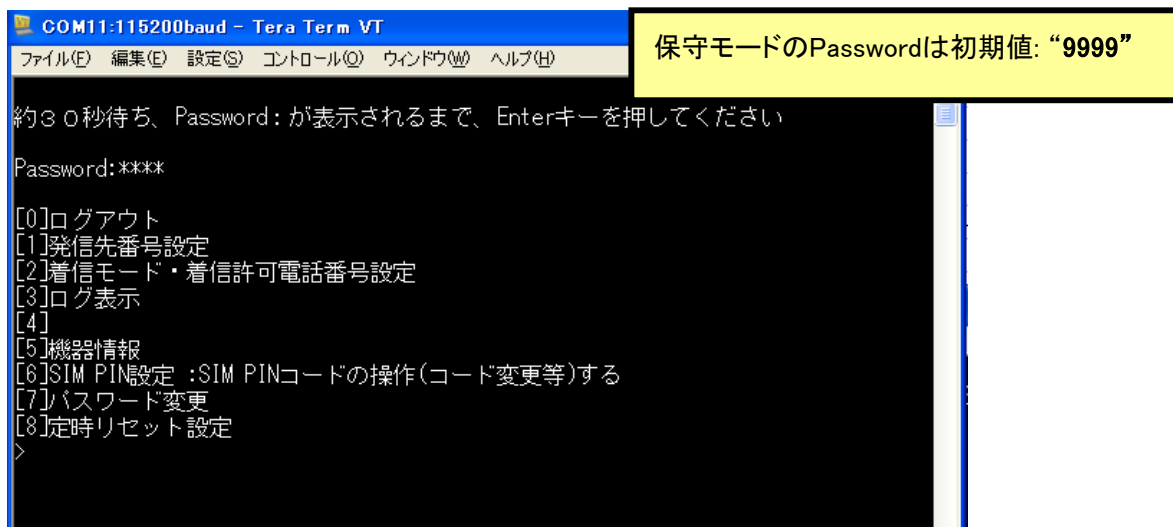 COM11:115200baud - Tera Term VT
ファイル(F) 編集(E) 設定(S) コントロール(O) ウィンドウ(W) ヘルプ(H)
保守モードのPasswordは初期値: “9999”
約３０秒待ち、Password:が表示されるまで、Enterキーを押してください
Password:****
[0]ログアウト
[1]発信先番号設定
[2]着信モード・着信許可電話番号設定
[3]ログ表示
[4]
[5]機器情報
[6]SIM PIN設定 :SIM PINコードの操作(コード変更等)する
[7]パスワード変更
[8]定時リセット設定
>